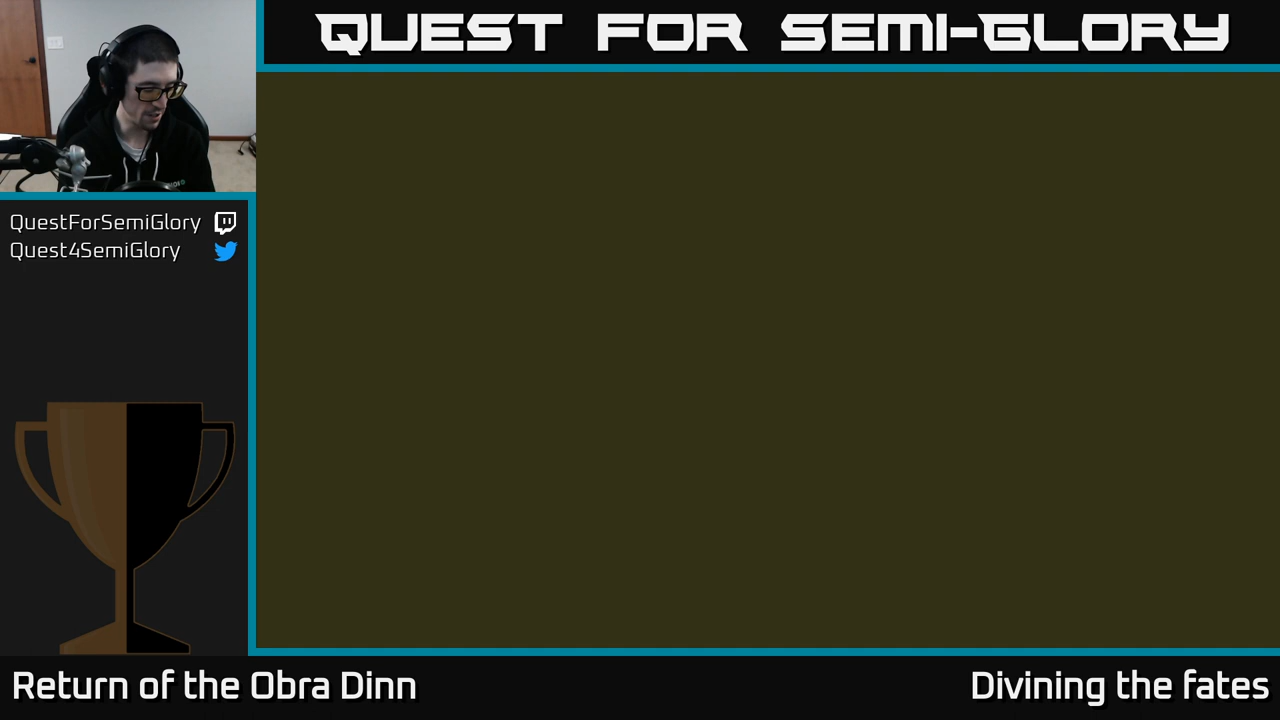 QUEST FOR SEMI-GLORY
QuestForSemiGlory
Quest4SemiGlory
Return of the Obra Dinn
Divining the fates